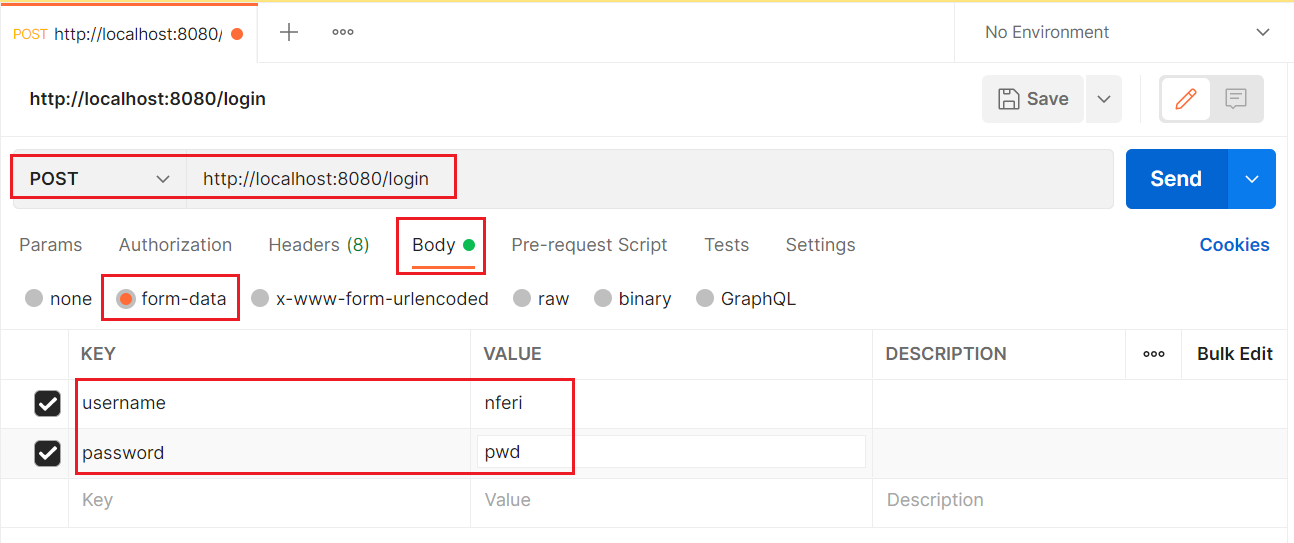 POST http://localhost:8080/ No Environment
http://localhost:8080/login Save
POST http://localhost:8080/login Send
Params Authorization Headers (8) Body Pre-request Script Tests Settings Cookies
none form-data x-www-form-urlencoded raw binary GraphQL
KEY VALUE DESCRIPTION Bulk Edit
username nferi
password pwd
Key Value Description